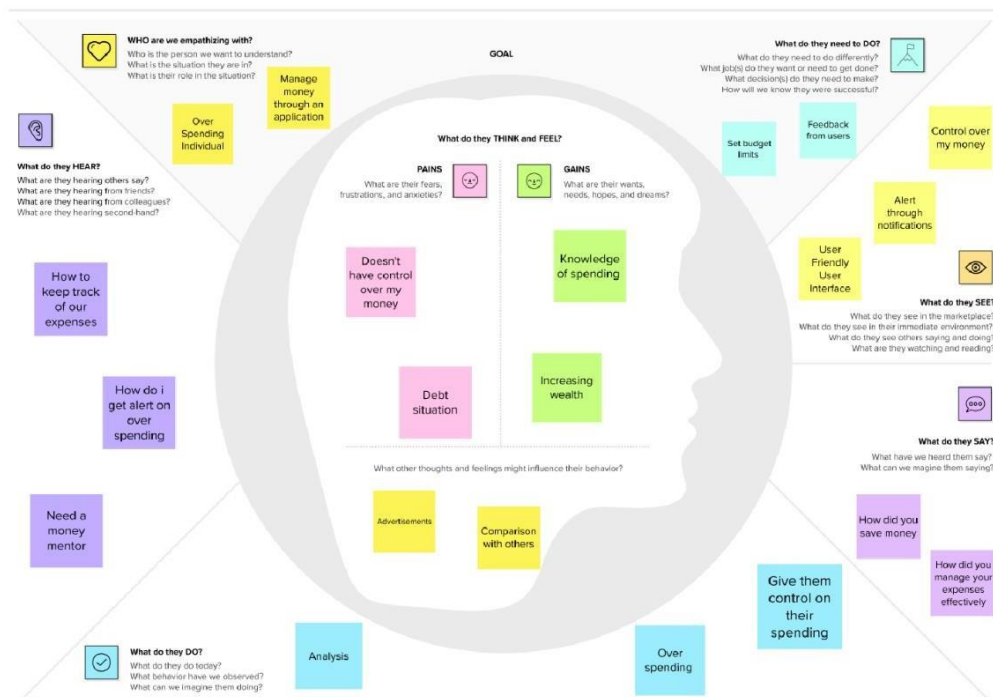 WHO are we empathizing with?
Who is the person we want to understand?
What is the situation they are in?
What is their role in the situation?
Over
Spending
Individual
Manage
money
through an
application
GOAL
What do they need to DO?
What do they need to do differently?
What job(s) do they want or need to get done?
What decision(s) do they need to make?
How will we know they were successful?
Set budget
limits
Feedback
from users
What do they HEAR?
What are they hearing others say?
What are they hearing from friends?
What are they hearing from colleagues?
What are they hearing second-hand?
How to
keep track
of our
expenses
How do i
get alert on
over
spending
Need a
money
mentor
What do they THINK and FEEL?
PAINS
What are their fears,
frustrations, and anxieties?
Doesn't
have control
over my
money
Debt
situation
GAINS
What are their wants,
needs, hopes, and dreams?
Knowledge
of spending
Increasing
wealth
What other thoughts and feelings might influence their behavior?
Advertisements
Comparison
with others
Control over
my money
Alert
through
notifications
User
Friendly
User
Interface
What do they SEE?
What do they see in the marketplace?
What do they see in their immediate environment?
What do they see others saying and doing?
What are they watching and reading?
What do they SAY?
What have we heard them say?
What can we magine them saying?
How did you
save money
How did you
manage your
expenses
effectively
What do they DO?
What do they do today?
What behavior have we observed?
What can we imagine them doing?
Analysis
Over
spending
Give them
control on
their
spending